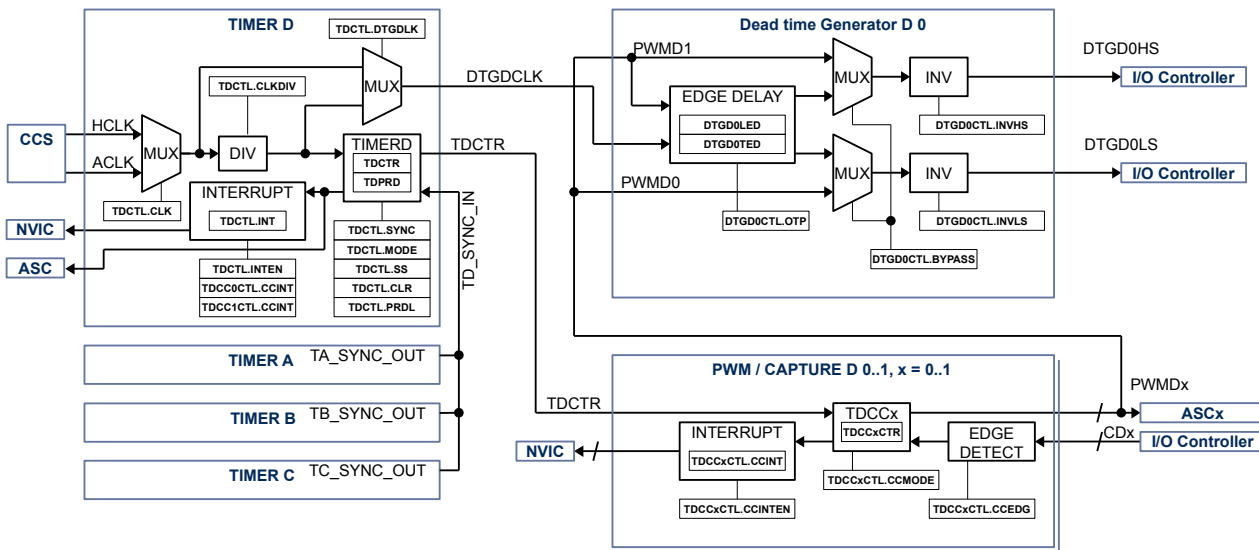 TIMER D
TDCTL.DTGDLK
TDCTL.CLKDIV
MUX
CCS
HCLK
ACLK
MUX
DIV
TIMERD
TDCTR
TDPRD
TDCTR
INTERRUPT
TDCTL.INT
TDCTL.CLK
NVIC
ASC
TDCTL.INTEN
TDCC0CTL.CCINT
TDCC1CTL.CCINT
TDCTL.SYNC
TDCTL.MODE
TDCTL.SS
TDCTL.CLR
TDCTL.PRDL
TD_SYNC_IN
DTGDCLK
TIMER A
TA_SYNC_OUT
TIMER B
TB_SYNC_OUT
TIMER C
TC_SYNC_OUT
Dead time Generator D 0
PWMD1
MUX
INV
DTGD0HS
I/O Controller
EDGE DELAY
DTGD0LED
DTGD0TED
DTGD0CTL.INVHS
PWMD0
MUX
INV
DTGD0LS
I/O Controller
DTGD0CTL.OTP
DTGD0CTL.INVLS
DTGD0CTL.BYPASS
PWM / CAPTURE D 0..1, x = 0..1
TDCTR
TDCCx
TDCCxCTR
PWMDx
ASCx
CDx
I/O Controller
NVIC
INTERRUPT
TDCCxCTL.CCINT
EDGE
DETECT
TDCCxCTL.CCMODE
TDCCxCTL.CCINTEN
TDCCxCTL.CCEDG